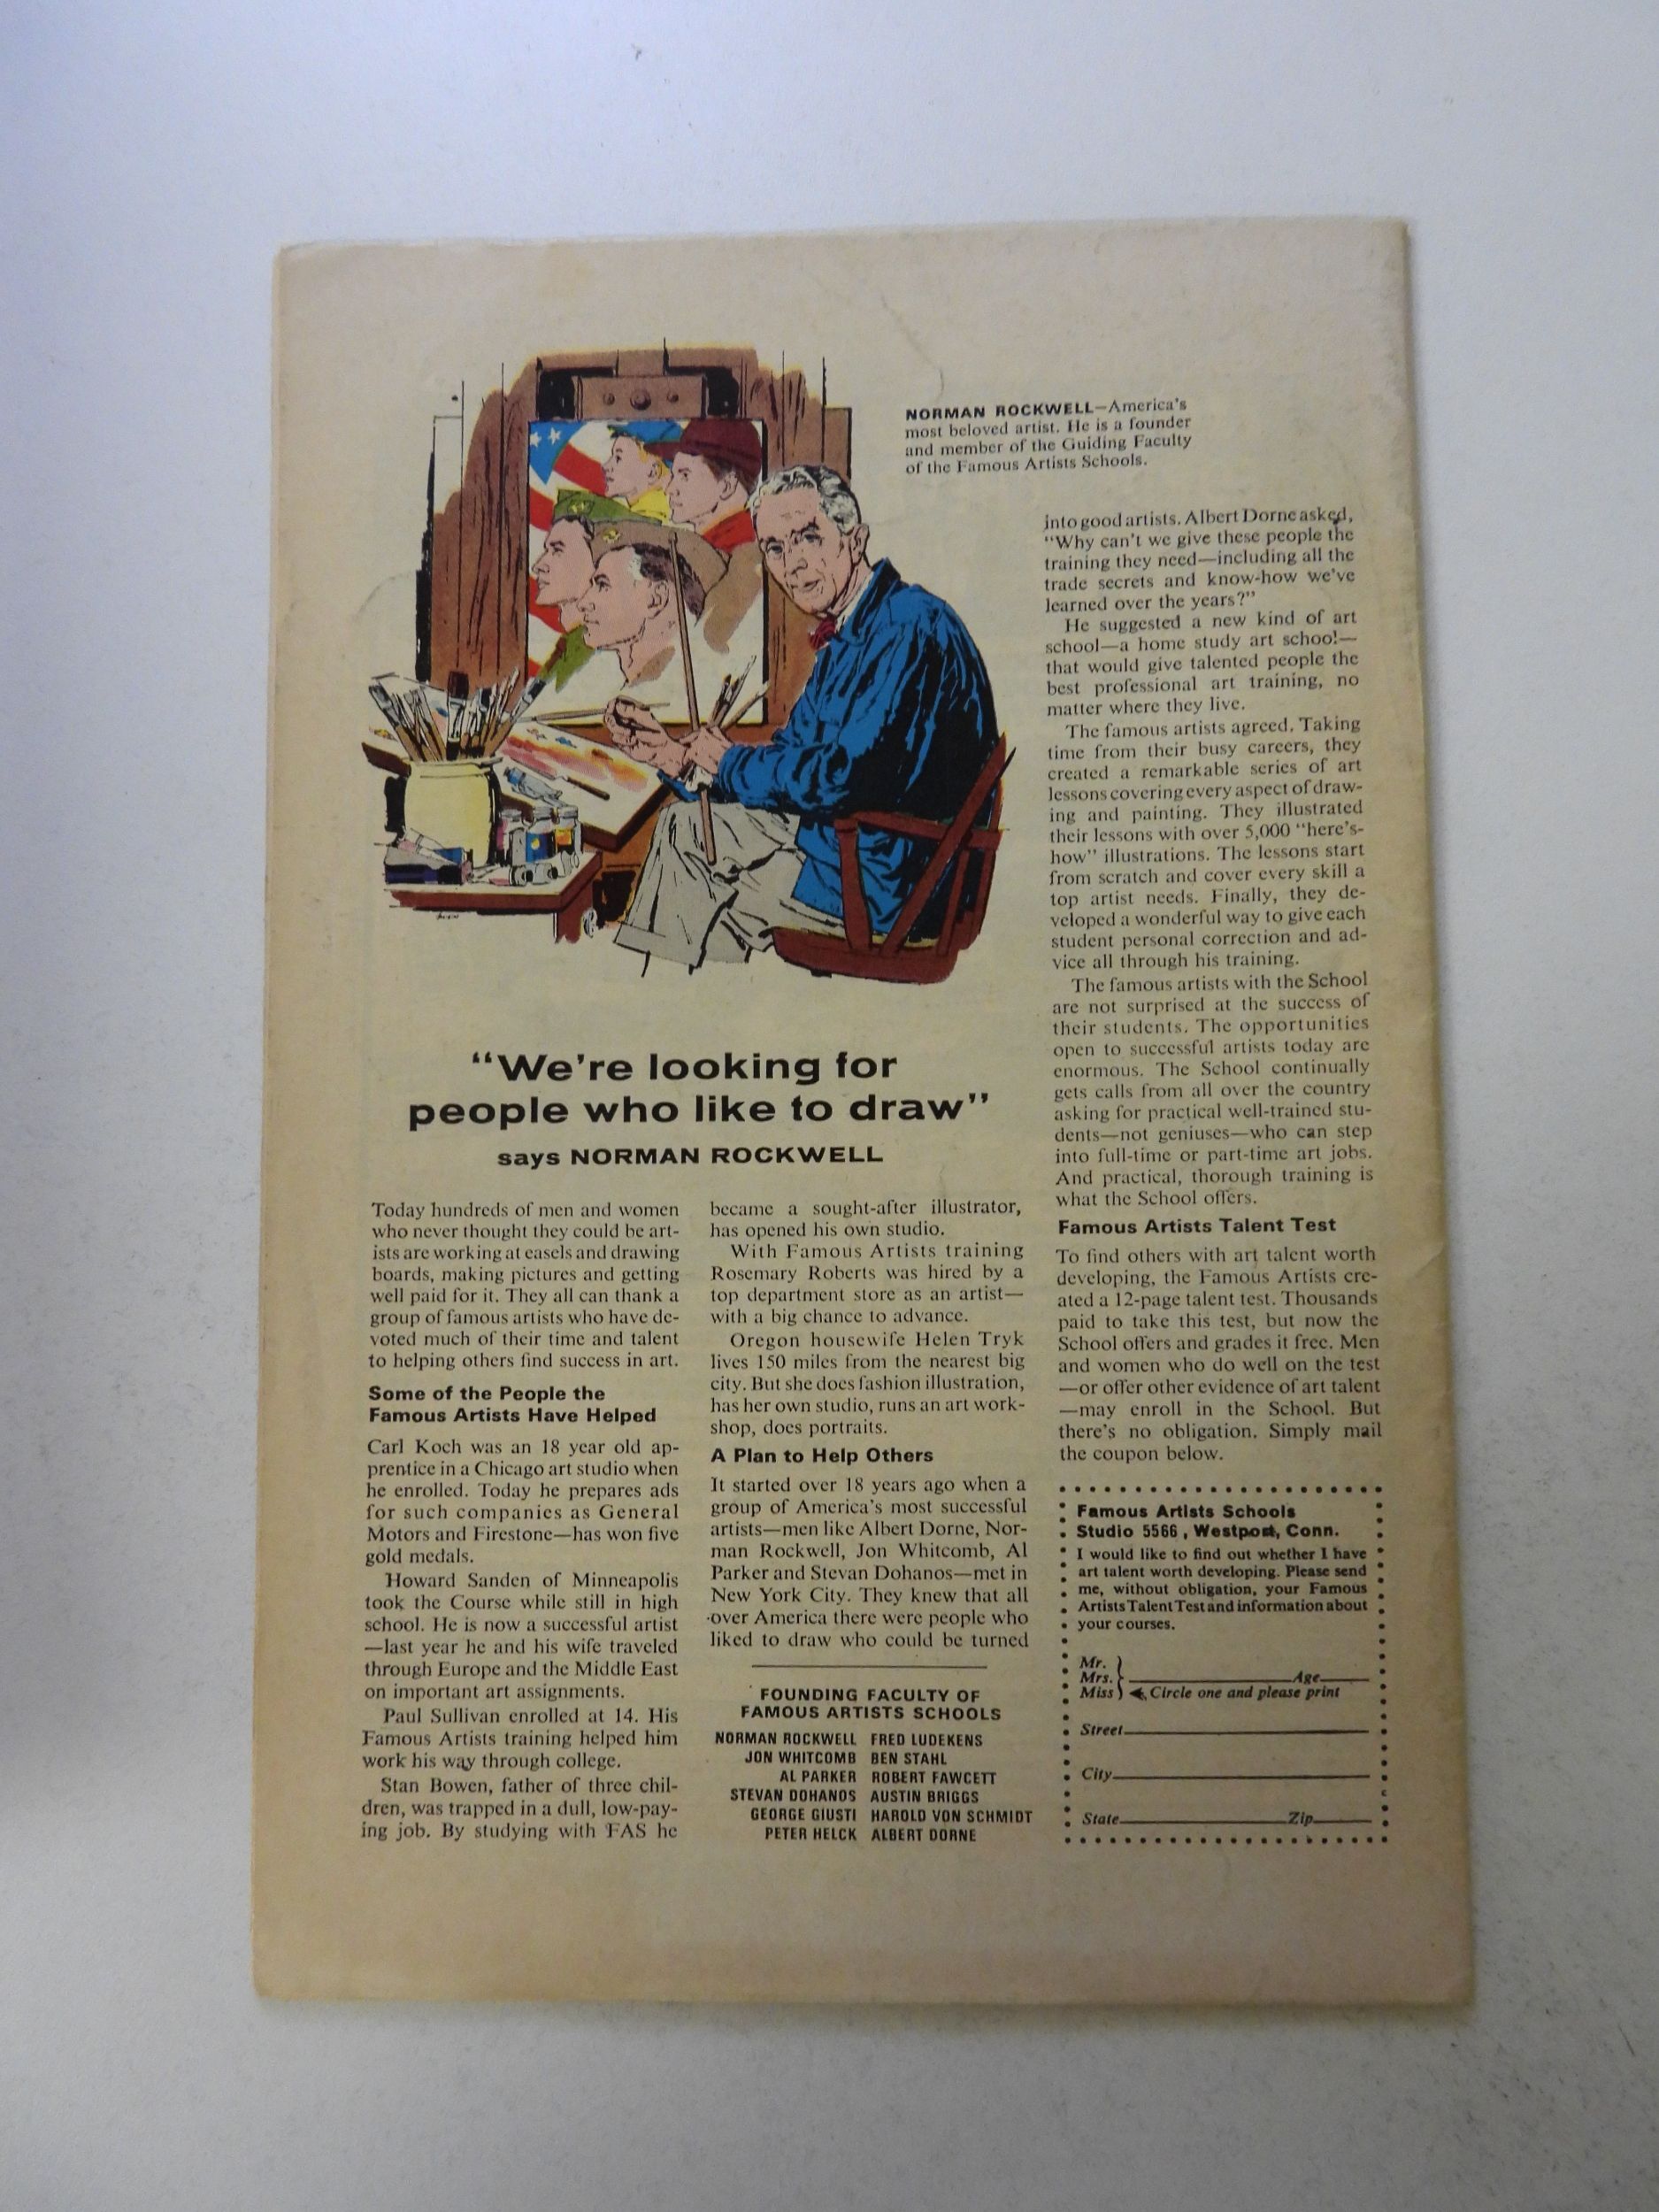 NORMAN ROCKWELL—America's
most beloved artist. He is a founder
and member of the Guiding Faculty
of the Famous Artists Schools.
"We're looking for
people who like to draw"
says NORMAN ROCKWELL
Today hundreds of men and women
who never thought they could be art-
ists are working at easels and drawing
boards, making pictures and getting
well paid for it. They all can thank a
group of famous artists who have de-
voted much of their time and talent
to helping others find success in art.
Some of the People the
Famous Artists Have Helped
Carl Koch was an 18 year old ap-
prentice in a Chicago art studio when
he enrolled. Today he prepares ads
for such companies as General
Motors and Firestone—has won five
gold medals.
Howard Sanden of Minneapolis
took the Course while still in high
school. He is now a successful artist
—last year he and his wife traveled
through Europe and the Middle East
on important art assignments.
Paul Sullivan enrolled at 14. His
Famous Artists training helped him
work his way through college.
Stan Bowen, father of three chil-
dren, was trapped in a dull, low-pay-
ing job. By studying with FAS he
became a sought-after illustrator,
has opened his own studio.
With Famous Artists training
Rosemary Roberts was hired by a
top department store as an artist—
with a big chance to advance.
Oregon housewife Helen Tryk
lives 150 miles from the nearest big
city. But she does fashion illustration,
has her own studio, runs an art work-
shop, does portraits.
A Plan to Help Others
It started over 18 years ago when a
group of America's most successful
artists—men like Albert Dorne, Nor-
man Rockwell, Jon Whitcomb, Al
Parker and Stevan Dohanos—met in
New York City. They knew that all
over America there were people who
liked to draw who could be turned
FOUNDING FACULTY OF
FAMOUS ARTISTS SCHOOLS
NORMAN ROCKWELL FRED LUDEKENS
JON WHITCOMB BEN STAHL
AL PARKER ROBERT FAWCETT
STEVAN DOHANOS AUSTIN BRIGGS
GEORGE GIUSTI HAROLD VON SCHMIDT
PETER HELCK ALBERT DORNE
into good artists. Albert Dorne asked,
"Why can't we give these people the
training they need—including all the
trade secrets and know-how we've
learned over the years?"
He suggested a new kind of art
school—a home study art school—
that would give talented people the
best professional art training, no
matter where they live.
The famous artists agreed. Taking
time from their busy careers, they
created a remarkable series of art
lessons covering every aspect of draw-
ing and painting. They illustrated
their lessons with over 5,000 "here's-
how" illustrations. The lessons start
from scratch and cover every skill a
top artist needs. Finally, they de-
veloped a wonderful way to give each
student personal correction and ad-
vice all through his training.
The famous artists with the School
are not surprised at the success of
their students. The opportunities
open to successful artists today are
enormous. The School continually
gets calls from all over the country
asking for practical well-trained stu-
dents—not geniuses—who can step
into full-time or part-time art jobs.
And practical, thorough training is
what the School offers.
Famous Artists Talent Test
To find others with art talent worth
developing, the Famous Artists cre-
ated a 12-page talent test. Thousands
paid to take this test, but now the
School offers and grades it free. Men
and women who do well on the test
—or offer other evidence of art talent
—may enroll in the School. But
there's no obligation. Simply mail
the coupon below.
Famous Artists Schools
Studio 5566, Westport, Conn.
I would like to find out whether I have
art talent worth developing. Please send
me, without obligation, your Famous
Artists Talent Test and information about
your courses.
Mr.
Mrs. Age
Miss Circle one and please print
Street
City
State Zip